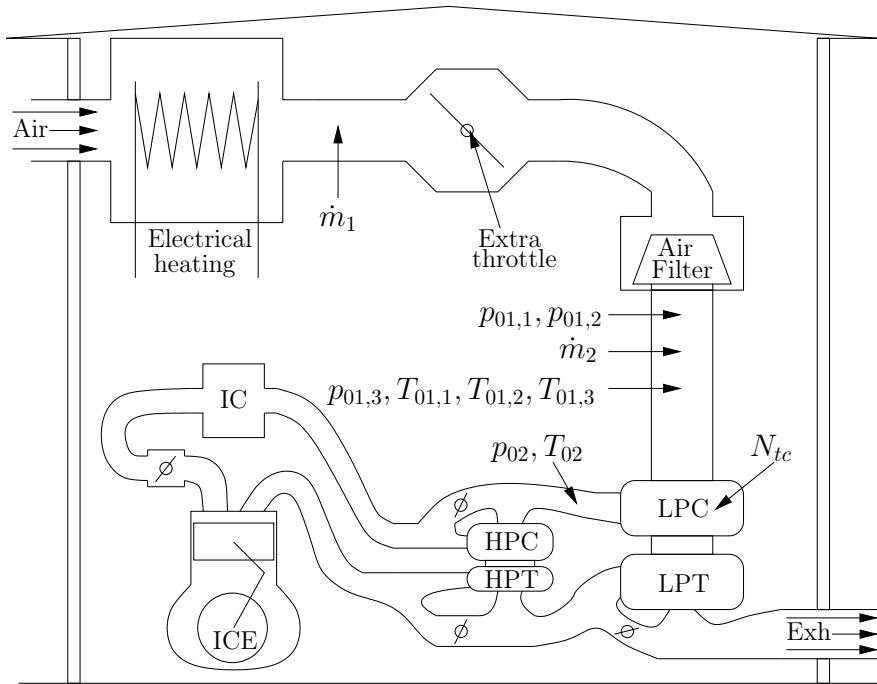 Air
ṁ₁
Electrical
heating
Extra
throttle
Air
Filter
p₀₁,₁, p₀₁,₂
ṁ₂
p₀₁,₃, T₀₁,₁, T₀₁,₂, T₀₁,₃
IC
p₀₂, T₀₂
N_tc
LPC
HPC
HPT
LPT
ICE
Exh